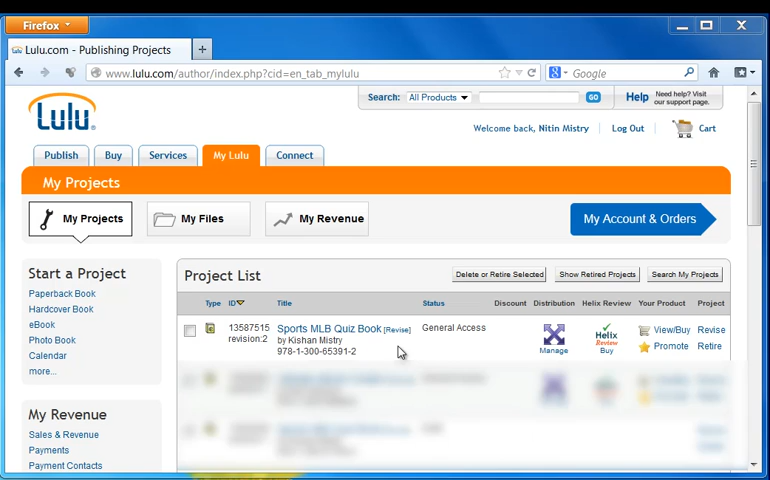 Firefox
Lulu.com - Publishing Projects
www.lulu.com/author/index.php?cid=en_tab_mylulu
Google
Lulu
Search: All Products GO Help Need help? Visit our support page.
Welcome back, Nitin Mistry Log Out Cart
Publish Buy Services My Lulu Connect
My Projects
My Projects My Files My Revenue My Account & Orders
Start a Project
Paperback Book
Hardcover Book
eBook
Photo Book
Calendar
more...
My Revenue
Sales & Revenue
Payments
Payment Contacts
Project List Delete or Retire Selected Show Retired Projects Search My Projects
Type ID Title Status Discount Distribution Helix Review Your Product Project
13587515 Sports MLB Quiz Book [Revise] General Access Helix View/Buy Revise
revision:2 by Kishan Mistry Review Promote Retire
978-1-300-65391-2 Manage Buy